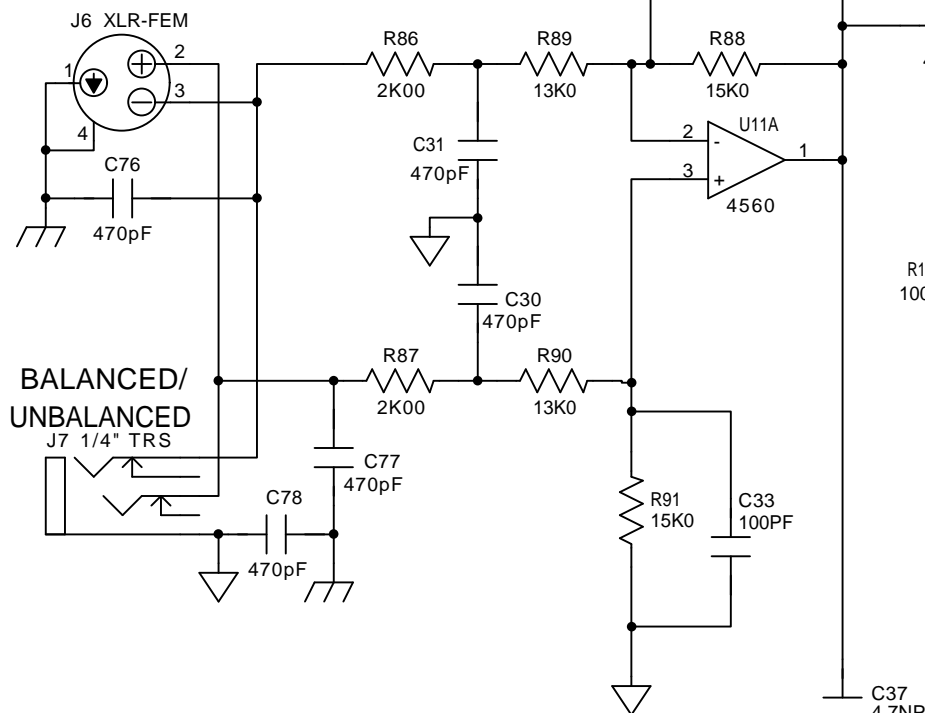 J6 XLR-FEM
1
2
3
4
+
-
C76
470pF
R86
2K00
R89
13K0
R88
15K0
C31
470pF
2
3
-
+
U11A
1
4560
C30
470pF
R87
2K00
R90
13K0
BALANCED/
UNBALANCED
J7 1/4" TRS
C77
470pF
C78
470pF
R91
15K0
C33
100PF
R1
100
C37